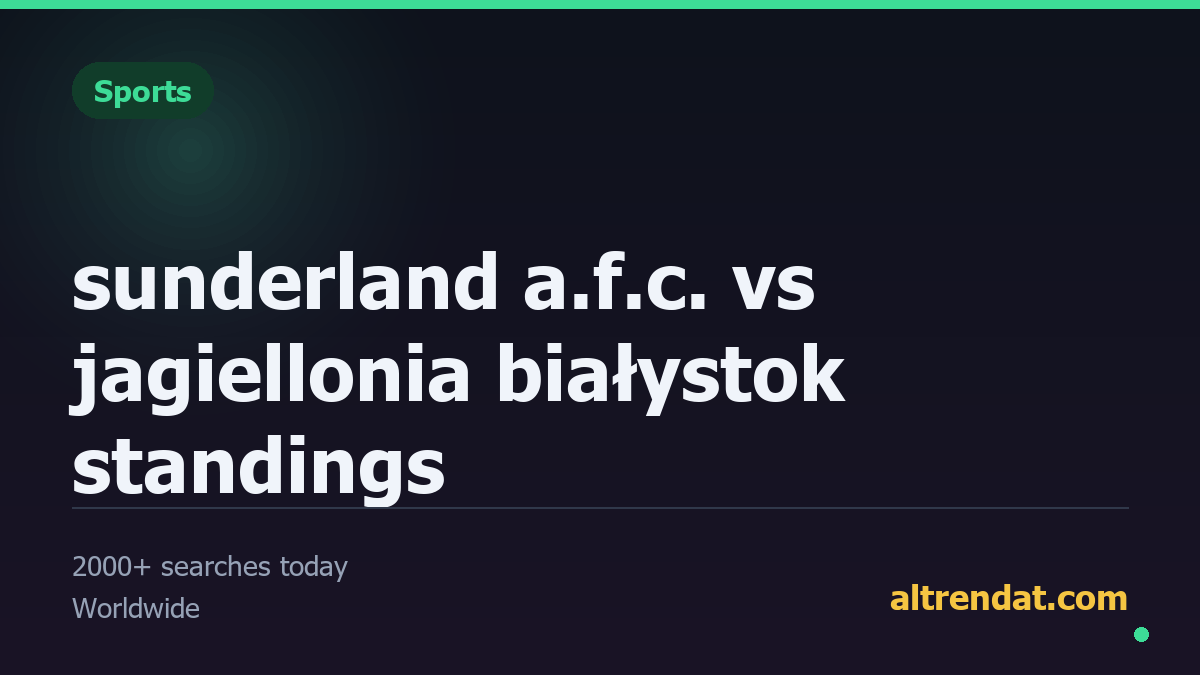 Sports
sunderland a.f.c. vs
jagiellonia białystok
standings
2000+ searches today
Worldwide
altrendat.com